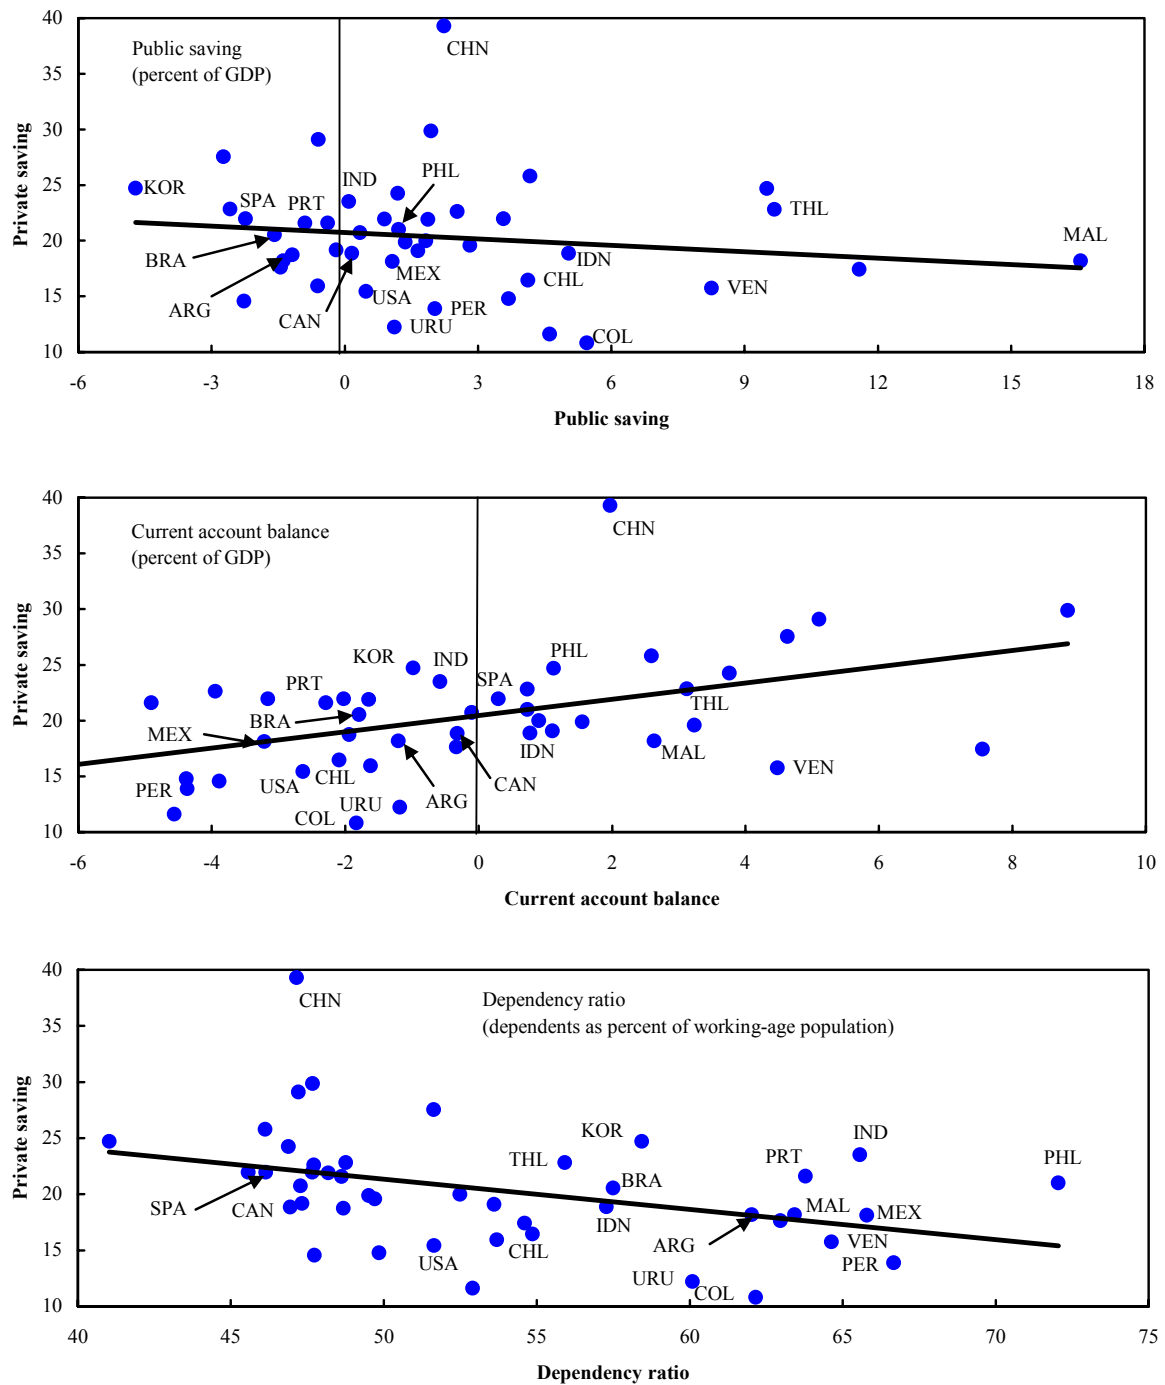 40
CHN
Public saving
(percent of GDP)
35
30
PHL
25
KOR
IND
SPA
PRT
THL
20
MAL
BRA
IDN
MEX
CHL
VEN
15
ARG
USA
PER
CAN
URU
COL
10
-6
-3
0
3
6
9
12
15
18
Private saving
Public saving
40
CHN
Current account balance
(percent of GDP)
35
30
KOR
IND
PHL
25
PRT
SPA
THL
20
MEX
BRA
IDN
MAL
VEN
15
PER
USA
CHL
CAN
COL
URU
ARG
10
-6
-4
-2
0
2
4
6
8
10
Private saving
Current account balance
40
CHN
Dependency ratio
(dependents as percent of working-age population)
35
30
KOR
IND
25
THL
BRA
PRT
PHL
20
SPA
CAN
IDN
MAL
MEX
15
USA
CHL
ARG
VEN
URU
COL
PER
10
40
45
50
55
60
65
70
75
Private saving
Dependency ratio